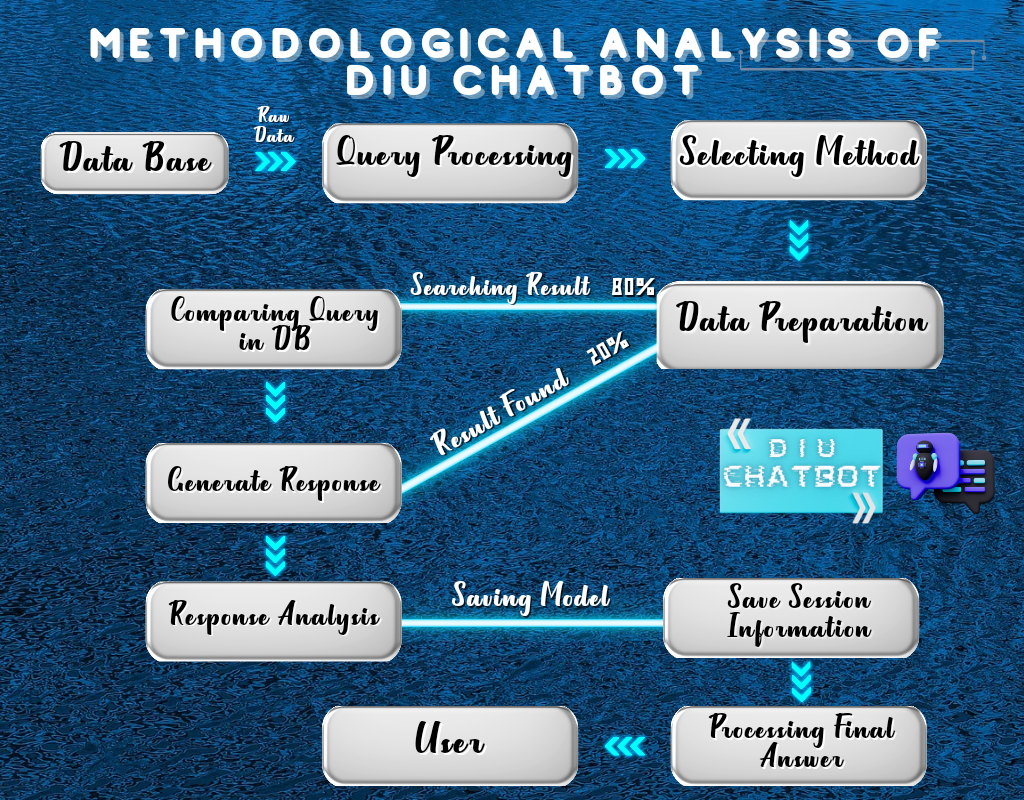 METHODOLOGICAL ANALYSIS OF
DIU CHATBOT
Raw
Data
Data Base
Query Processing
Selecting Method
Searching Result 80%
Comparing Query
in DB
Data Preparation
20%
Result Found
DIU
CHATBOT
Generate Response
Response Analysis
Saving Model
Save Session
Information
User
Processing Final
Answer